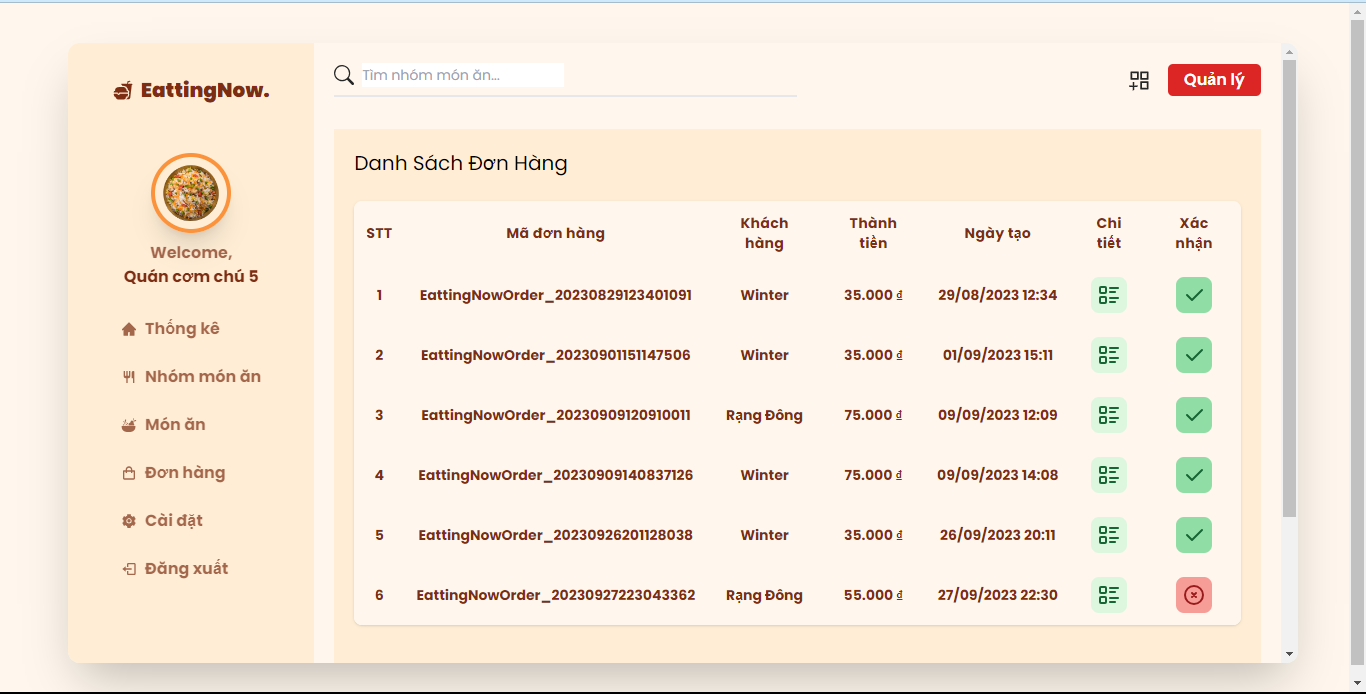 EattingNow.
Welcome,
Quán cơm chú 5
Thống kê
Nhóm món ăn
Món ăn
Đơn hàng
Cài đặt
Đăng xuất
Tìm nhóm món ăn...
Quản lý
Danh Sách Đơn Hàng
STT Mã đơn hàng Khách hàng Thành tiền Ngày tạo Chi tiết Xác nhận
1 EattingNowOrder_20230829123401091 Winter 35.000 ₫ 29/08/2023 12:34
2 EattingNowOrder_20230901151147506 Winter 35.000 ₫ 01/09/2023 15:11
3 EattingNowOrder_20230909120910011 Rạng Đông 75.000 ₫ 09/09/2023 12:09
4 EattingNowOrder_20230909140837126 Winter 75.000 ₫ 09/09/2023 14:08
5 EattingNowOrder_20230926201128038 Winter 35.000 ₫ 26/09/2023 20:11
6 EattingNowOrder_20230927223043362 Rạng Đông 55.000 ₫ 27/09/2023 22:30